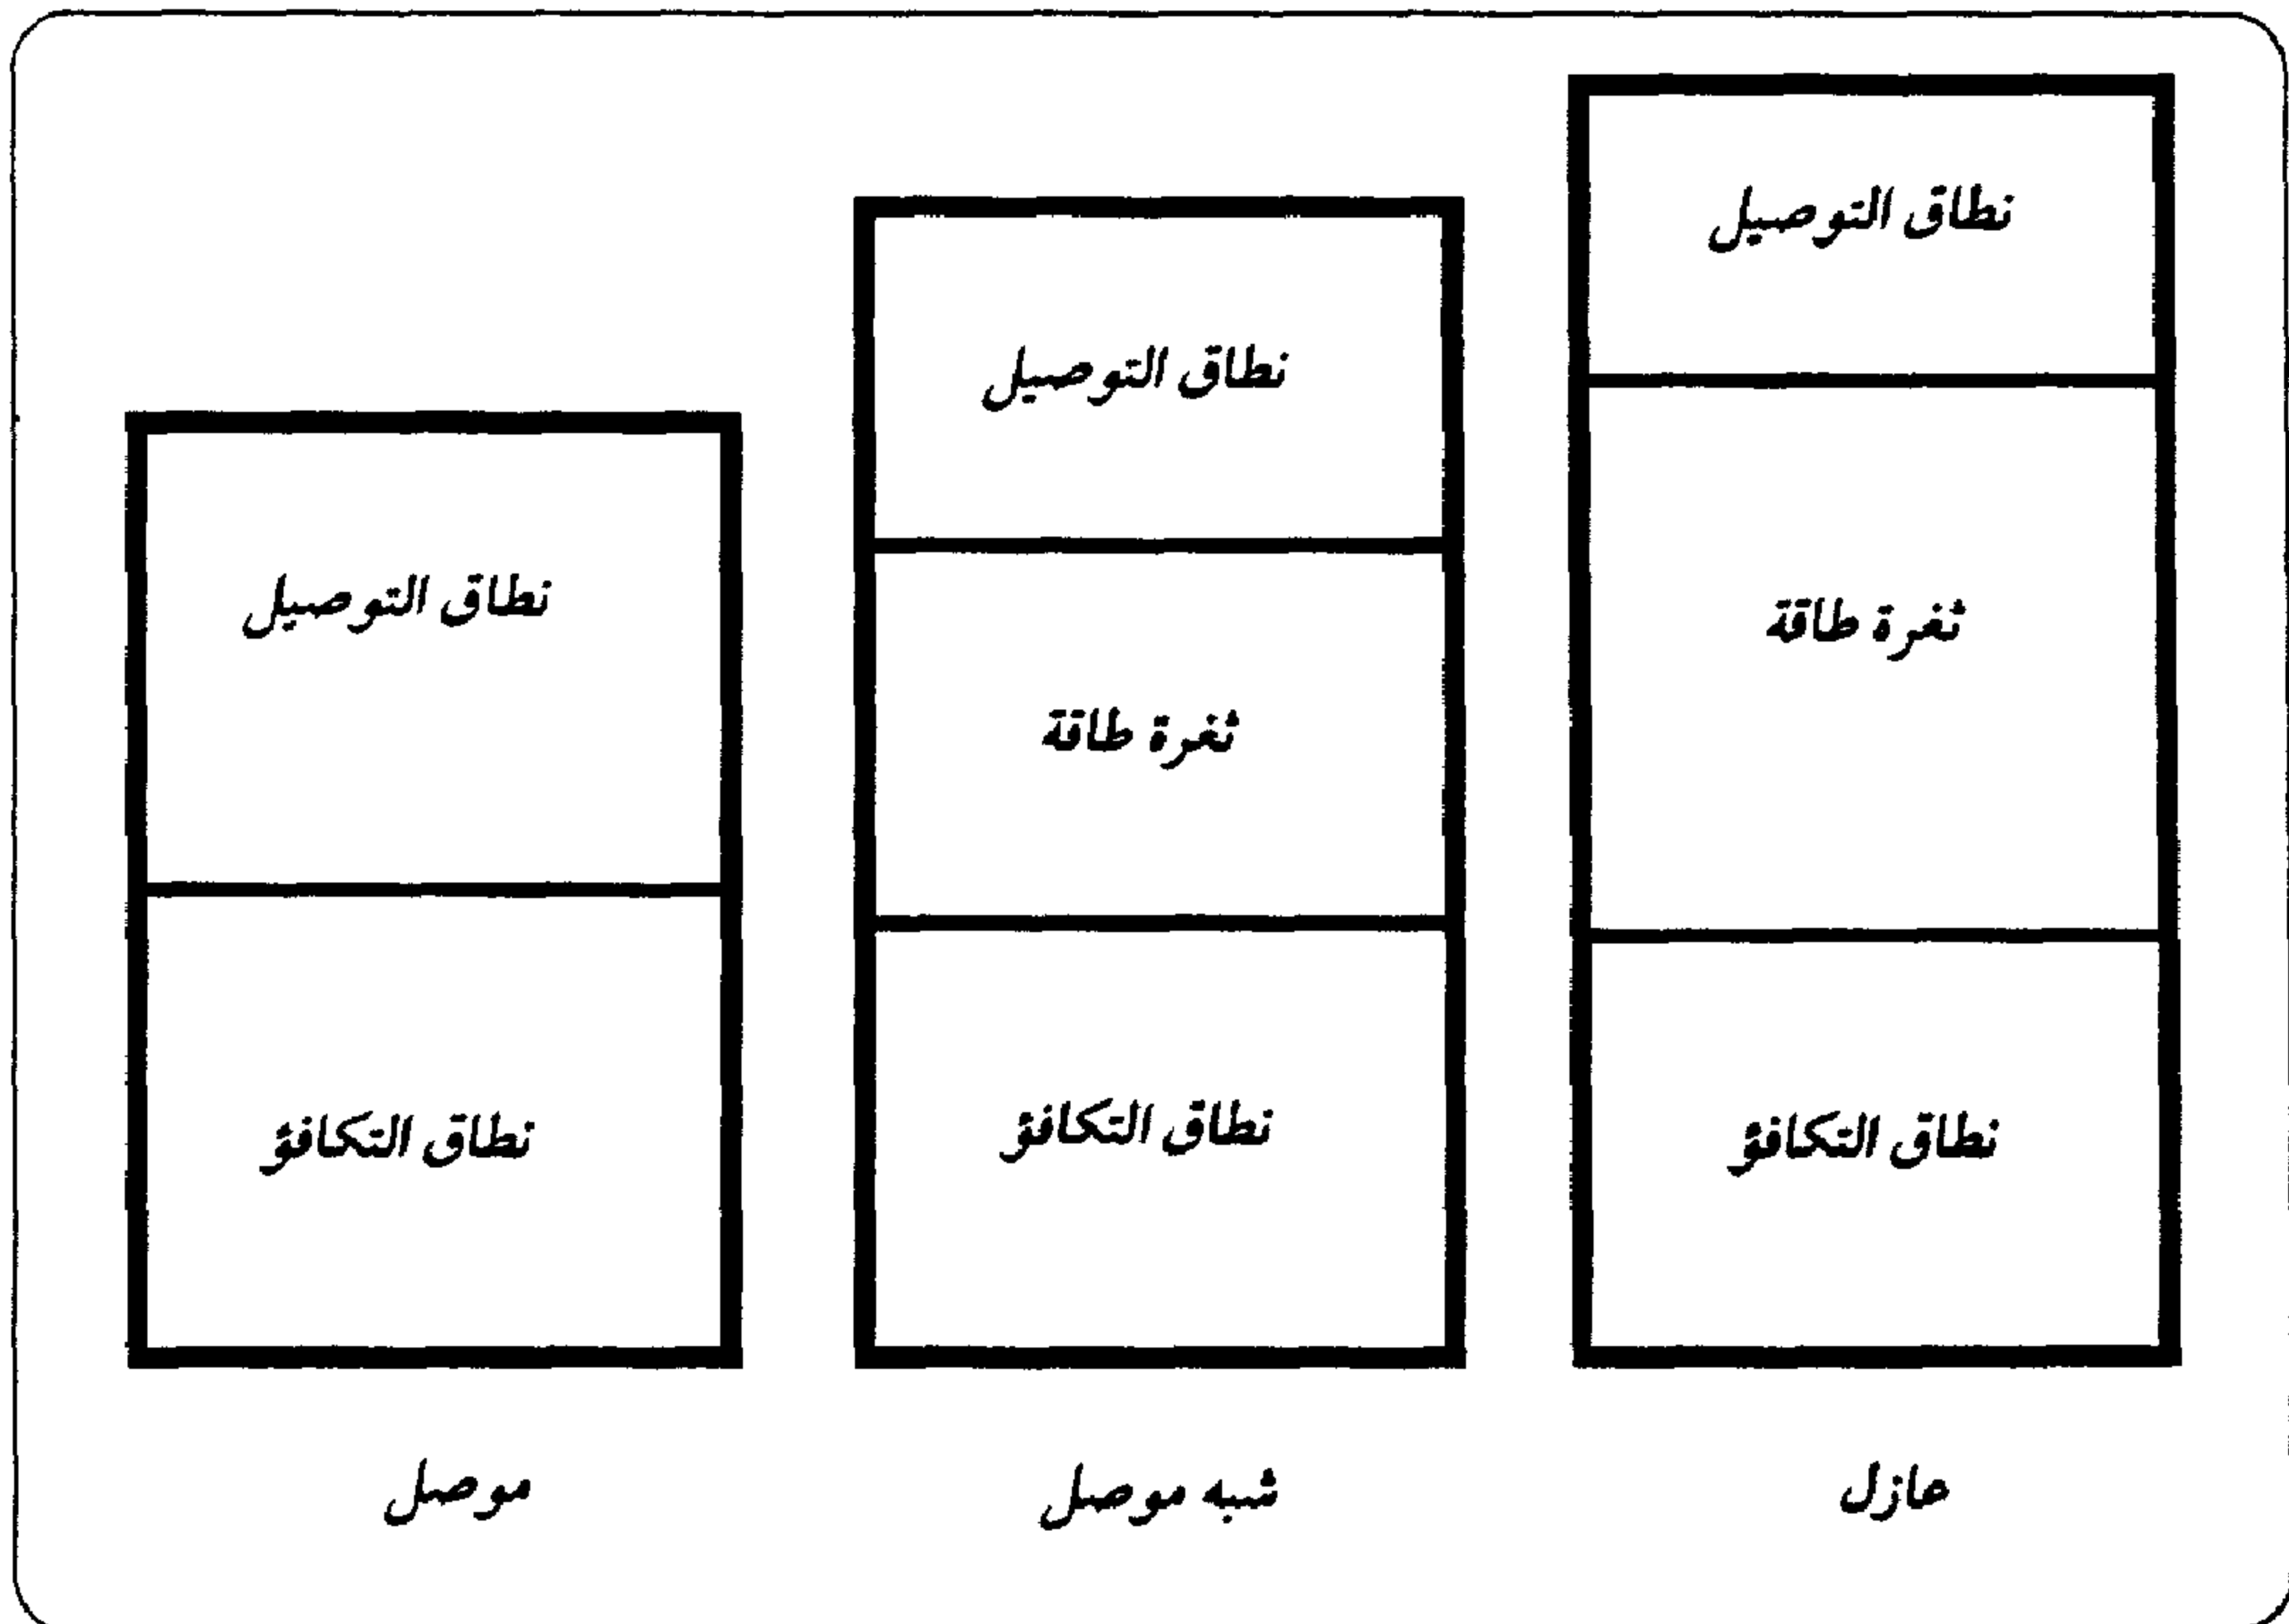 نطاق التوصيل
ثغرة طاقة
نطاق التكافؤ
عازل
نطاق التوصيل
ثغرة طاقة
نطاق التكافؤ
شبه موصل
نطاق التوصيل
نطاق التكافؤ
موصل